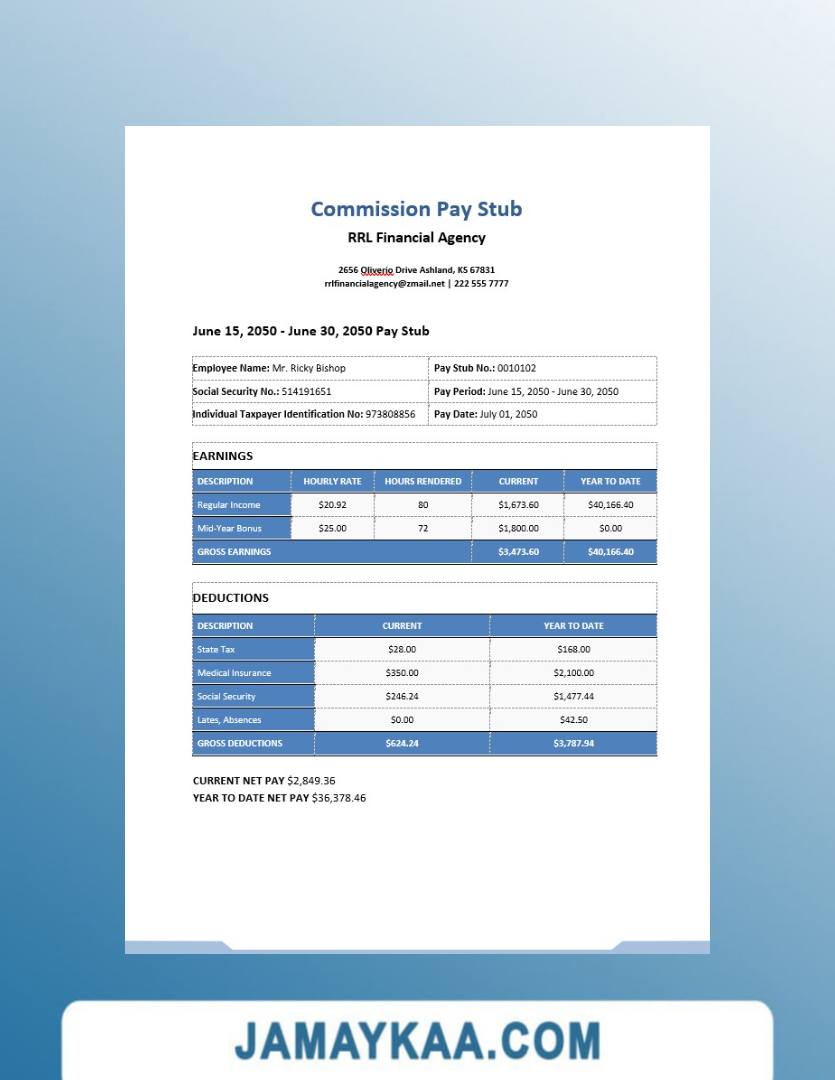 Commission Pay Stub
RRL Financial Agency
2656 Oliverio Drive Ashland, KS 67831
rrlfinancialagency@zmail.net | 222 555 7777
June 15, 2050 - June 30, 2050 Pay Stub
Employee Name: Mr. Ricky Bishop Pay Stub No.: 0010102
Social Security No.: 514191651 Pay Period: June 15, 2050 - June 30, 2050
Individual Taxpayer Identification No: 973808856 Pay Date: July 01, 2050
EARNINGS
DESCRIPTION HOURLY RATE HOURS RENDERED CURRENT YEAR TO DATE
Regular Income $20.92 80 $1,673.60 $40,166.40
Mid-Year Bonus $25.00 72 $1,800.00 $0.00
GROSS EARNINGS $3,473.60 $40,166.40
DEDUCTIONS
DESCRIPTION CURRENT YEAR TO DATE
State Tax $28.00 $168.00
Medical Insurance $350.00 $2,100.00
Social Security $246.24 $1,477.44
Lates, Absences $0.00 $42.50
GROSS DEDUCTIONS $624.24 $3,787.94
CURRENT NET PAY $2,849.36
YEAR TO DATE NET PAY $36,378.46
JAMAYKAA.COM